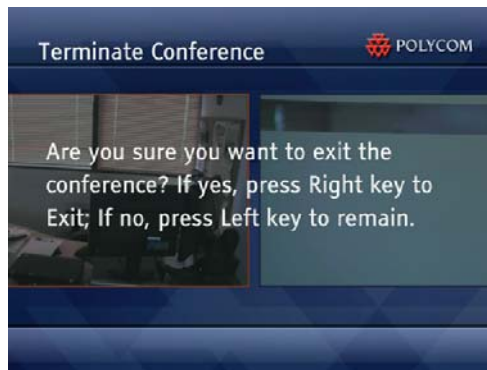 Terminate Conference
POLYCOM
Are you sure you want to exit the
conference? If yes, press Right key to
Exit; If no, press Left key to remain.